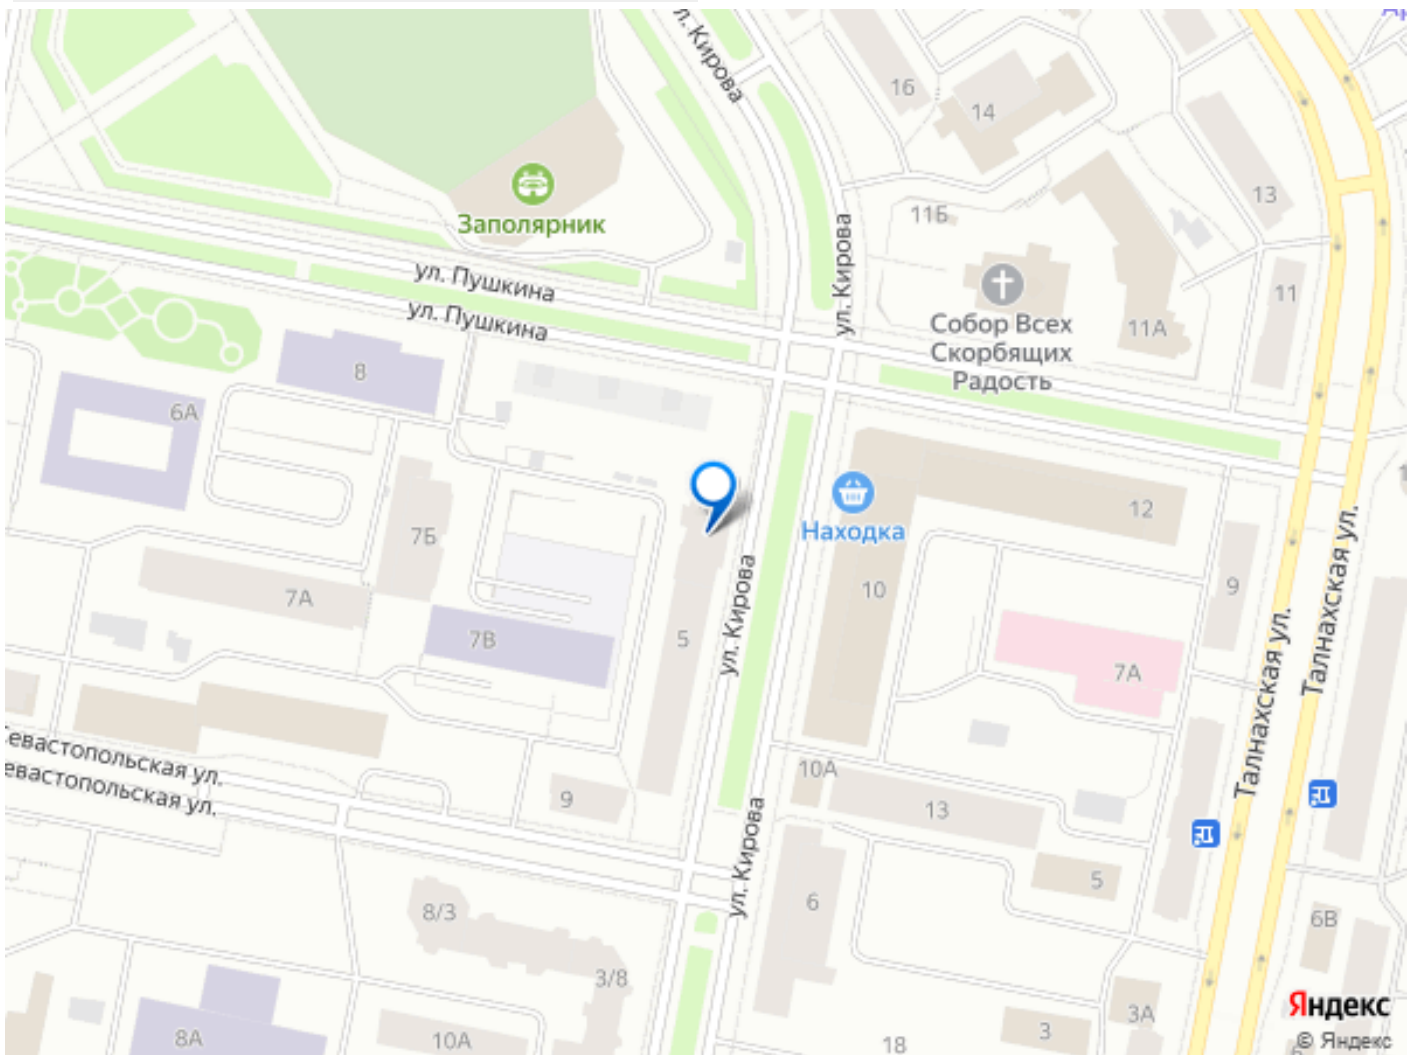 ул. Кирова
16
14
Заполярник
13
11Б
ул. Кирова
ул. Пушкина
ул. Пушкина
11
Собор Всех
Скорбящих
Радость
11А
8
6А
Находка
12
7Б
Талнахская ул.
10
9
7А
ул. Кирова
7В
5
7А
Талнахская ул.
евастопольская ул.
евастопольская ул.
9
10А
13
ул. Кирова
5
6
8/3
6В
3/8
3А
3
8А
10А
18
Яндекс
© Яндекс